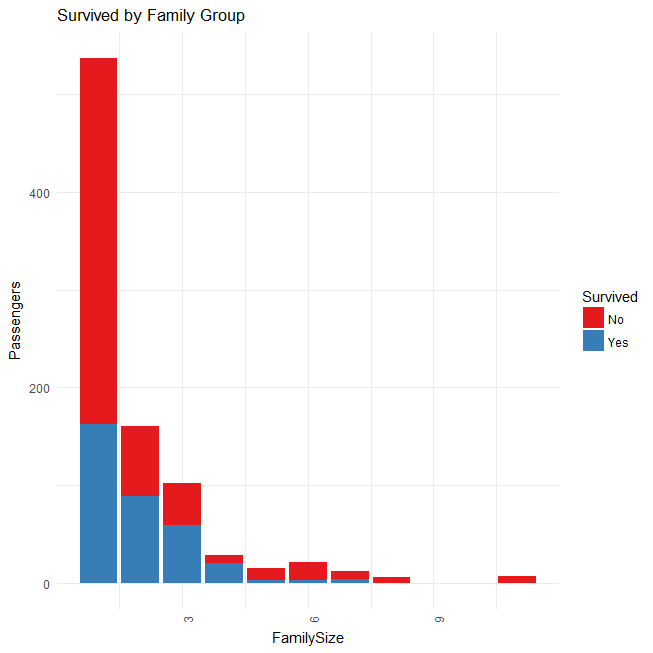 Survived by Family Group
Passengers
400
200
0
3
6
9
FamilySize
Survived
No
Yes